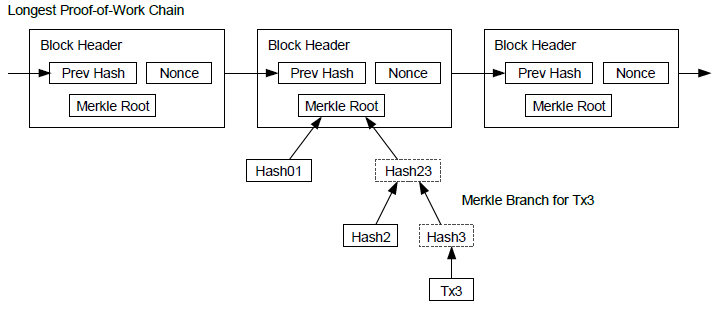 Longest Proof-of-Work Chain
Block Header
Prev Hash
Nonce
Merkle Root
Block Header
Prev Hash
Nonce
Merkle Root
Block Header
Prev Hash
Nonce
Merkle Root
Hash01
Hash23
Merkle Branch for Tx3
Hash2
Hash3
Tx3